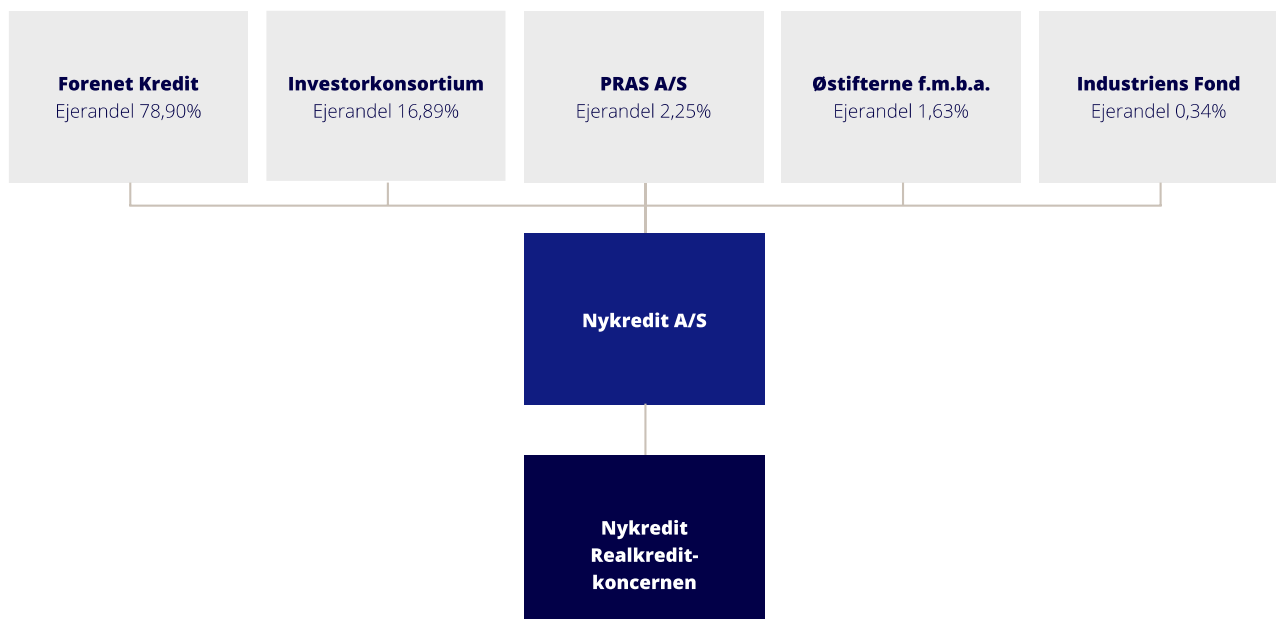 Forenet Kredit
Ejerandel 78,90%
Investorkonsortium
Ejerandel 16,89%
PRAS A/S
Ejerandel 2,25%
Østifterne f.m.b.a.
Ejerandel 1,63%
Industriens Fond
Ejerandel 0,34%
Nykredit A/S
Nykredit
Realkredit-
koncernen